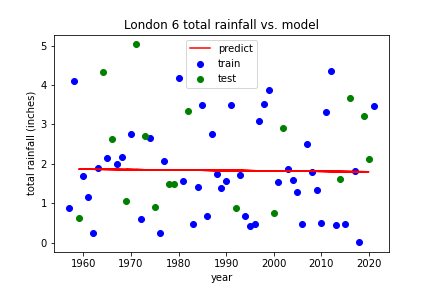 London 6 total rainfall vs. model
predict
train
test
total rainfall (inches)
5
4
3
2
1
0
1960 1970 1980 1990 2000 2010 2020
year